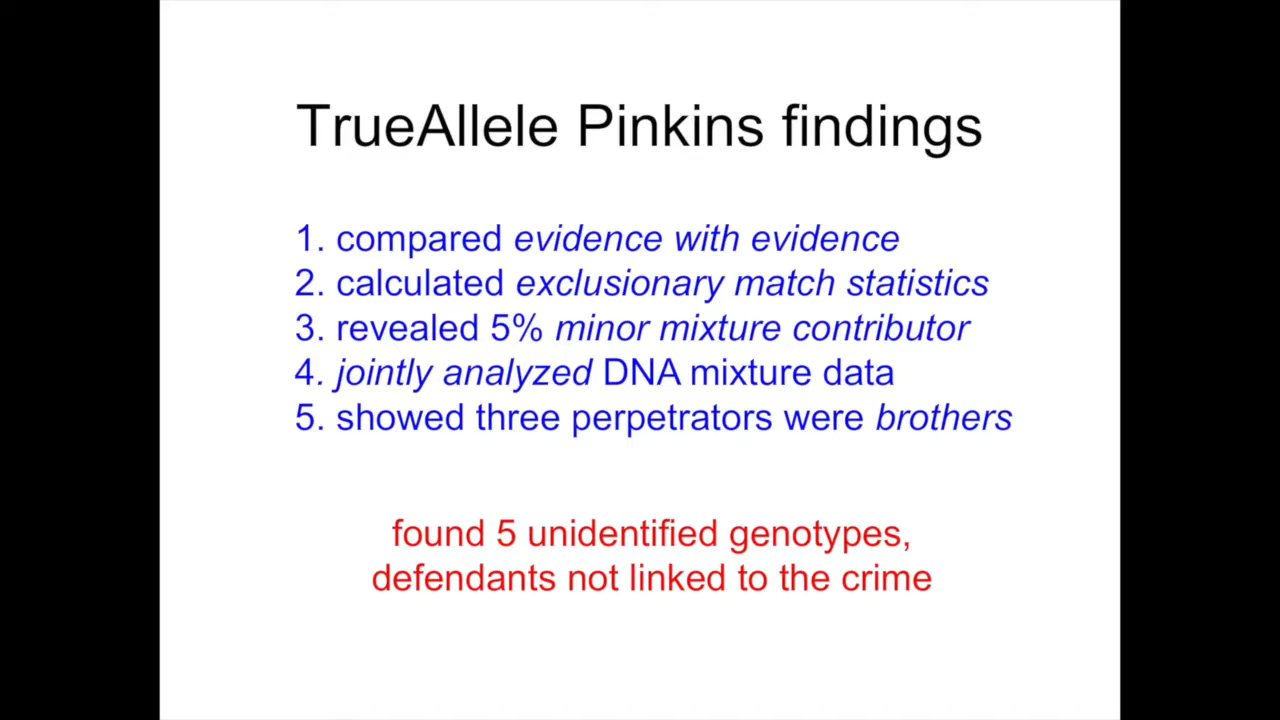 TrueAllele Pinkins findings
1. compared evidence with evidence
2. calculated exclusionary match statistics
3. revealed 5% minor mixture contributor
4. jointly analyzed DNA mixture data
5. showed three perpetrators were brothers
found 5 unidentified genotypes,
defendants not linked to the crime